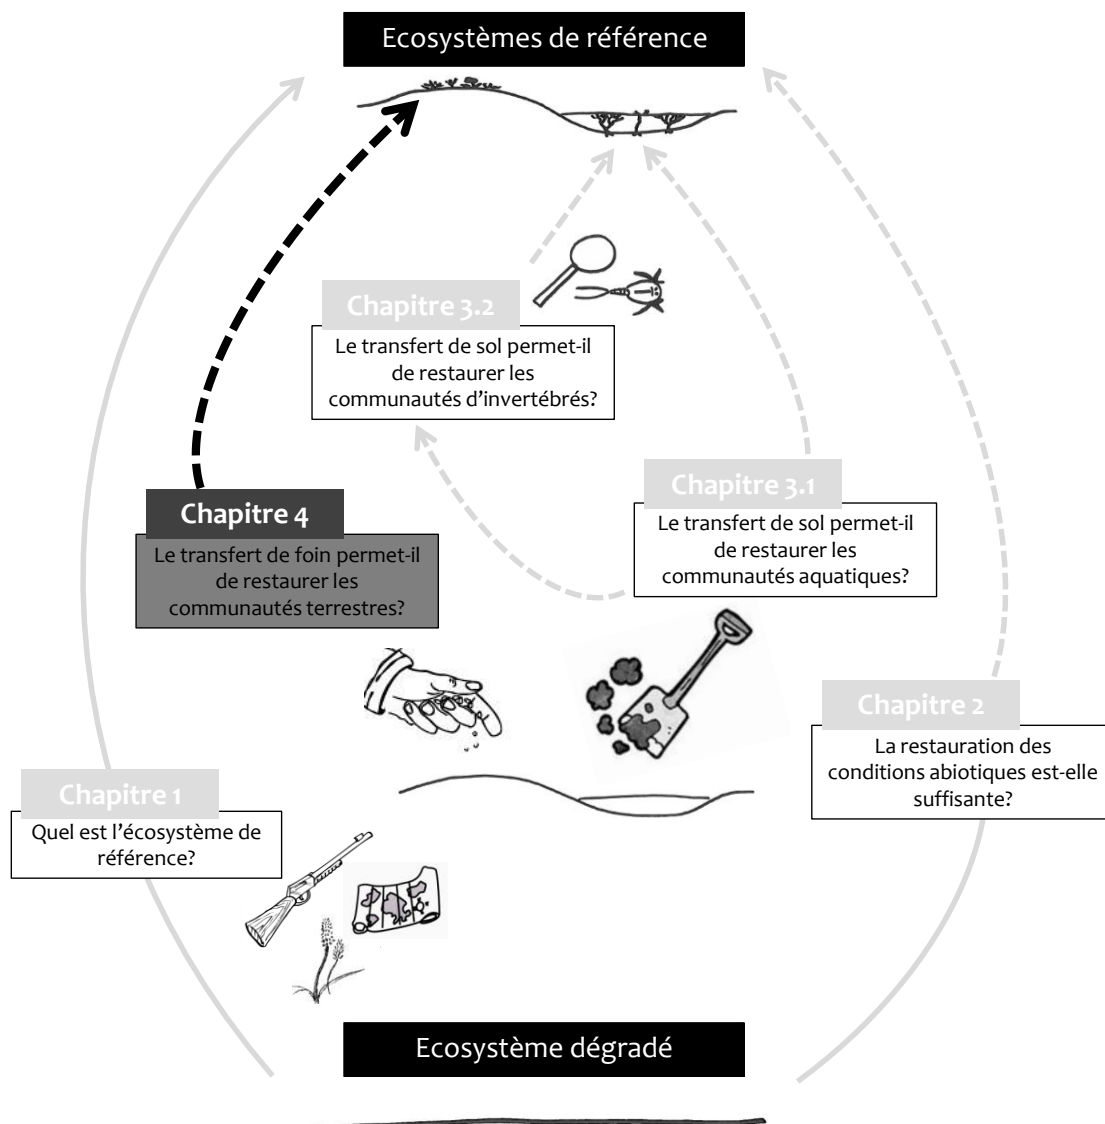 Ecosystèmes de référence
Chapitre 3.2
Le transfert de sol permet-il
de restaurer les
communautés d'invertébrés?
Chapitre 3.1
Le transfert de sol permet-il
de restaurer les
communautés aquatiques?
Chapitre 4
Le transfert de foin permet-il
de restaurer les
communautés terrestres?
Chapitre 2
La restauration des
conditions abiotiques est-elle
suffisante?
Chapitre 1
Quel est l'écosystème de
référence?
Ecosystème dégradé